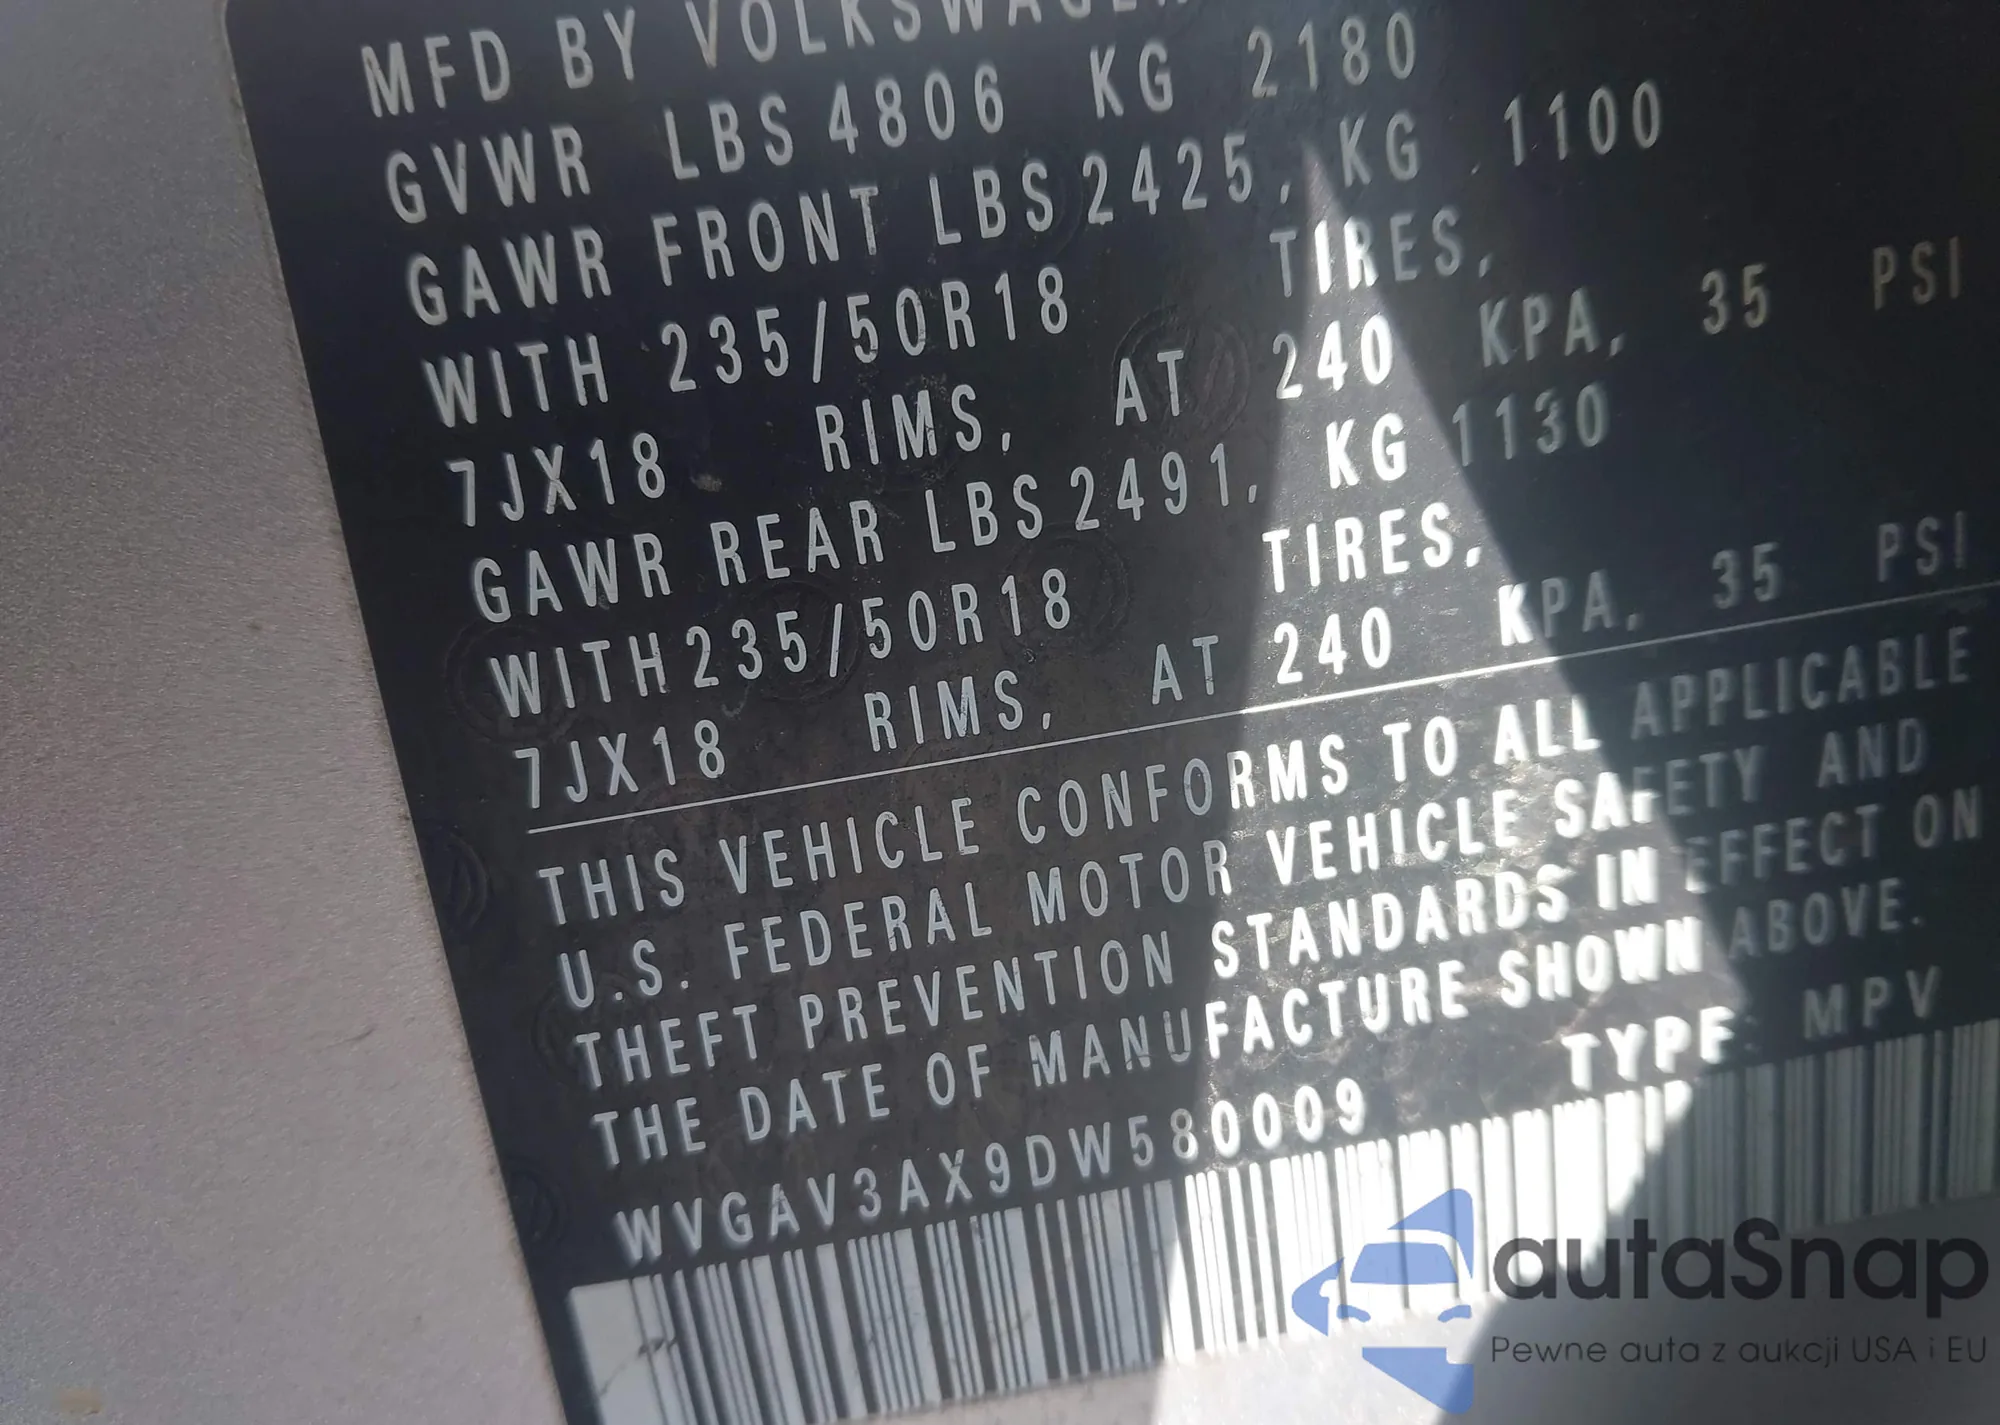 MFD BY VOLKSWAGEN
GVWR LBS 4806 KG 2180
GAWR FRONT LBS 2425, KG 1100
WITH 235/50R18 TIRES,
7JX18 RIMS, AT 240 KPA, 35 PSI
GAWR REAR LBS 2491, KG 1130
WITH 235/50R18 TIRES,
7JX18 RIMS, AT 240 KPA, 35 PSI
THIS VEHICLE CONFORMS TO ALL APPLICABLE
U.S. FEDERAL MOTOR VEHICLE SAFETY AND
THEFT PREVENTION STANDARDS IN EFFECT ON
THE DATE OF MANUFACTURE SHOWN ABOVE.
WVGAV3AX9DW580009 TYPE: MPV
autaSnap
Pewne auta z aukcji USA i EU